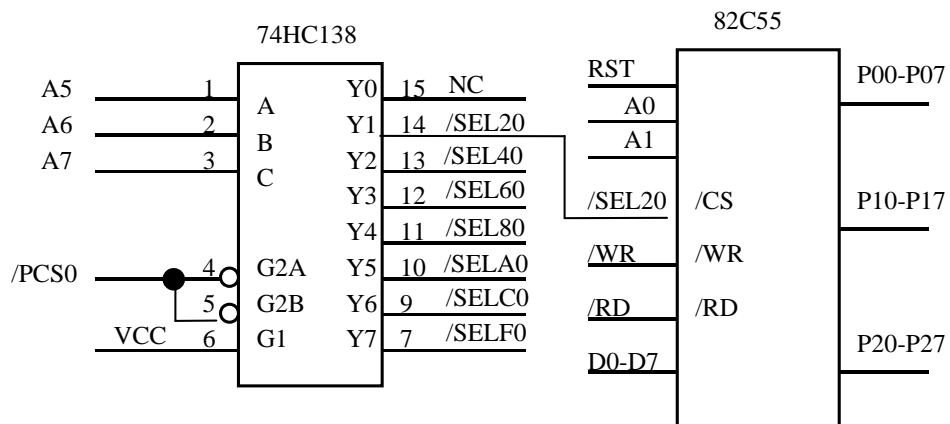 74HC138
82C55
A5 1 A Y0 15 NC
A6 2 B Y1 14 /SEL20
A7 3 C Y2 13 /SEL40
Y3 12 /SEL60
Y4 11 /SEL80
/PCS0 4 G2A Y5 10 /SELA0
5 G2B Y6 9 /SELC0
VCC 6 G1 Y7 7 /SELF0
RST
P00-P07
A0
A1
/SEL20 /CS
P10-P17
/WR /WR
/RD /RD
P20-P27
D0-D7